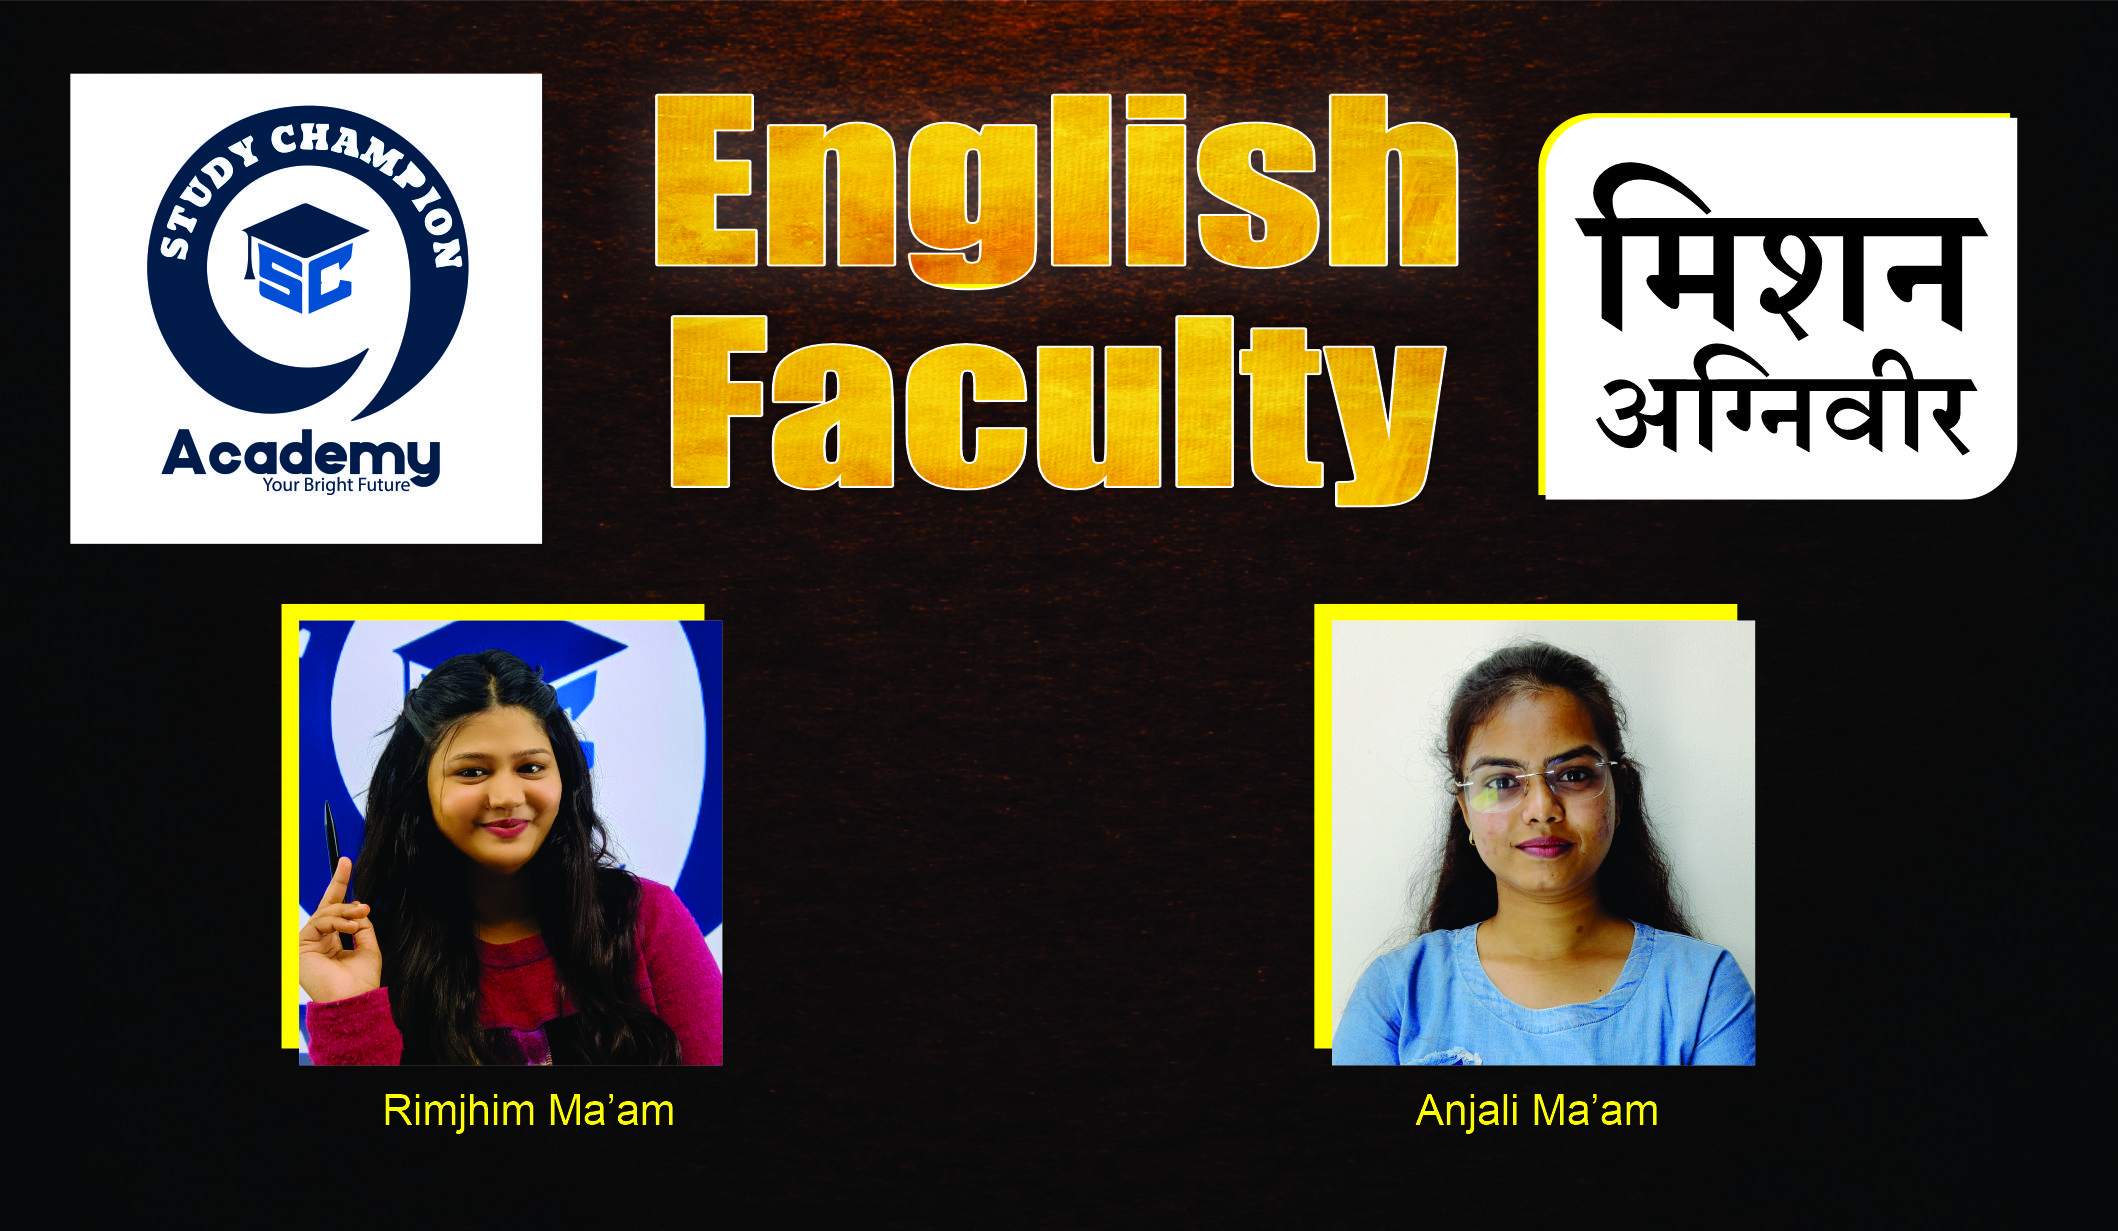 STUDY CHAMPION
SC
Academy
Your Bright Future
English
Faculty
मिशन
अग्निवीर
Rimjhim Ma’am
Anjali Ma’am